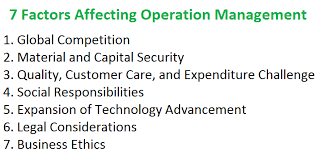 7 Factors Affecting Operation Management
1. Global Competition
2. Material and Capital Security
3. Quality, Customer Care, and Expenditure Challenge
4. Social Responsibilities
5. Expansion of Technology Advancement
6. Legal Considerations
7. Business Ethics